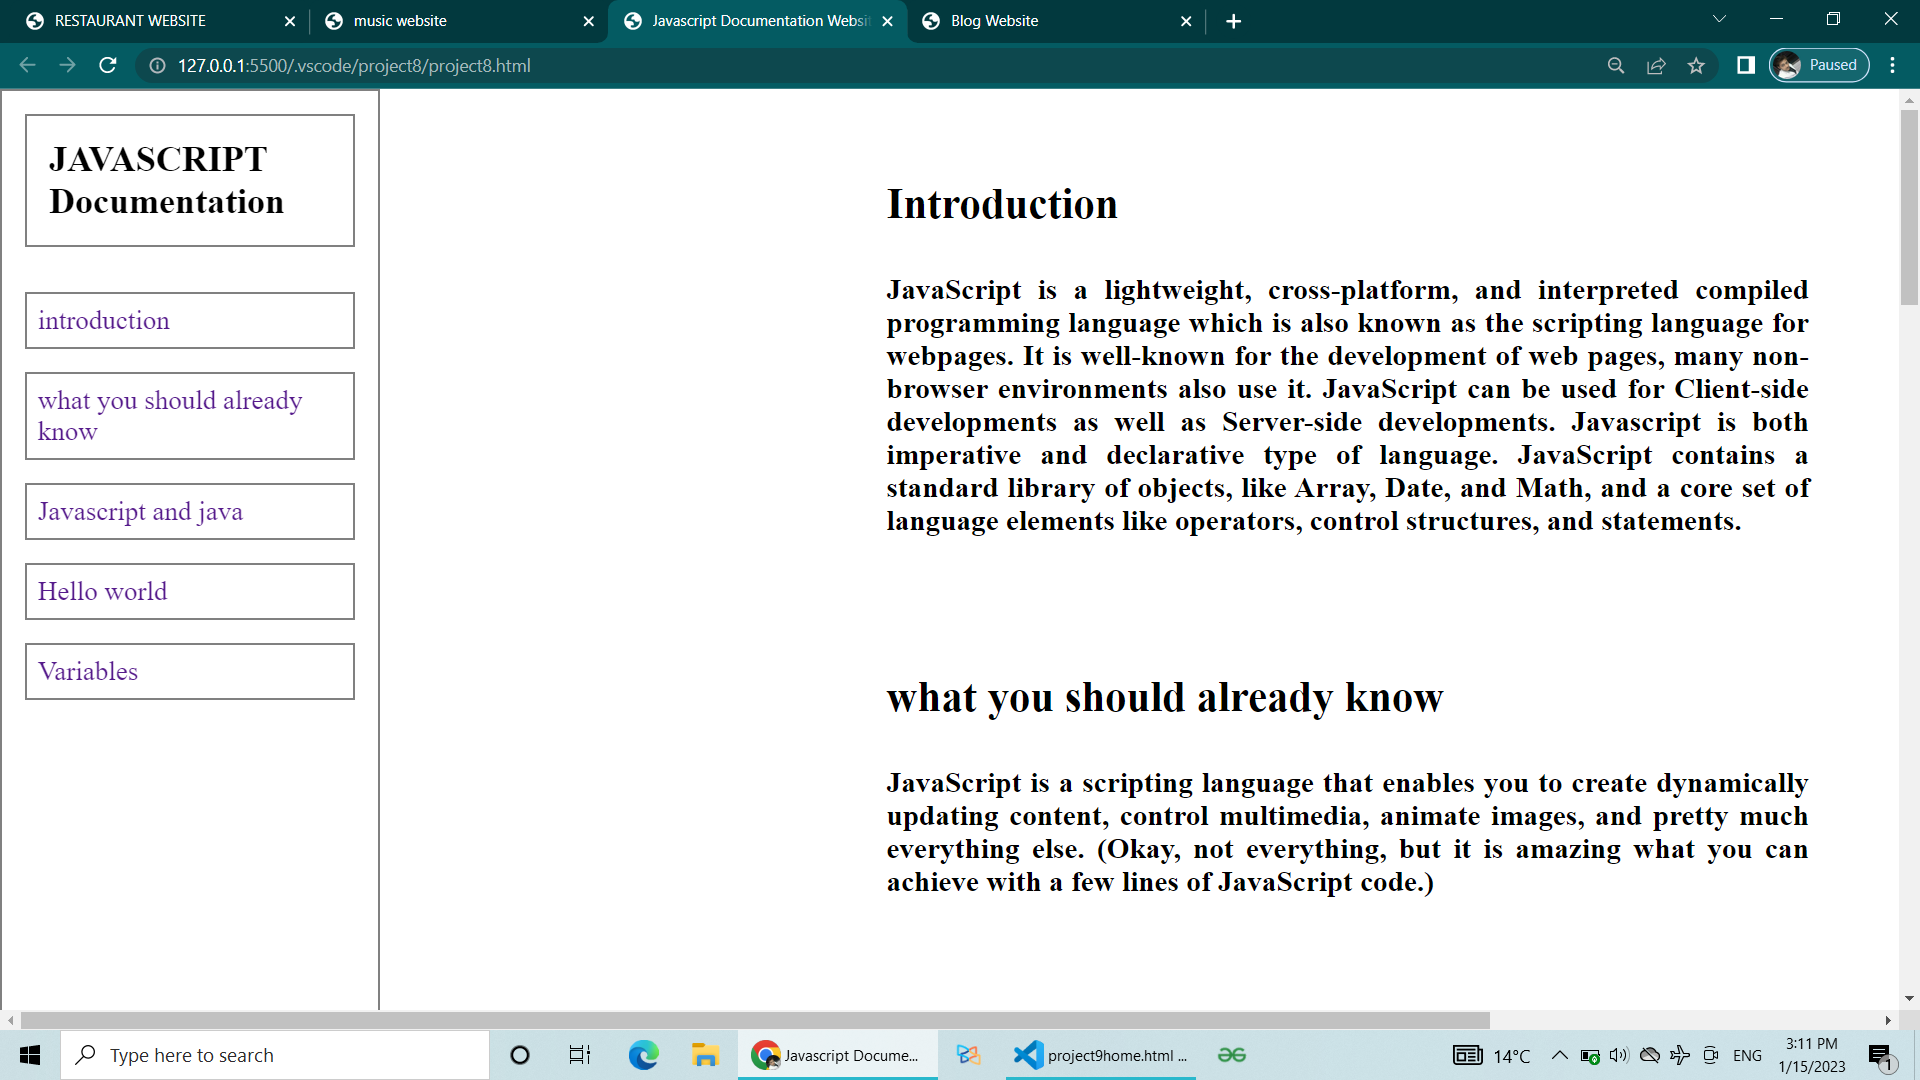 RESTAURANT WEBSITE
music website
Javascript Documentation Websi
Blog Website
127.0.0.1:5500/.vscode/project8/project8.html
Paused
JAVASCRIPT
Documentation
introduction
what you should already
know
Javascript and java
Hello world
Variables
Introduction
JavaScript is a lightweight, cross-platform, and interpreted compiled
programming language which is also known as the scripting language for
webpages. It is well-known for the development of web pages, many non-
browser environments also use it. JavaScript can be used for Client-side
developments as well as Server-side developments. Javascript is both
imperative and declarative type of language. JavaScript contains a
standard library of objects, like Array, Date, and Math, and a core set of
language elements like operators, control structures, and statements.
what you should already know
JavaScript is a scripting language that enables you to create dynamically
updating content, control multimedia, animate images, and pretty much
everything else. (Okay, not everything, but it is amazing what you can
achieve with a few lines of JavaScript code.)
Type here to search
Javascript Docume...
project9home.html ...
14°C
ENG
3:11 PM
1/15/2023
1